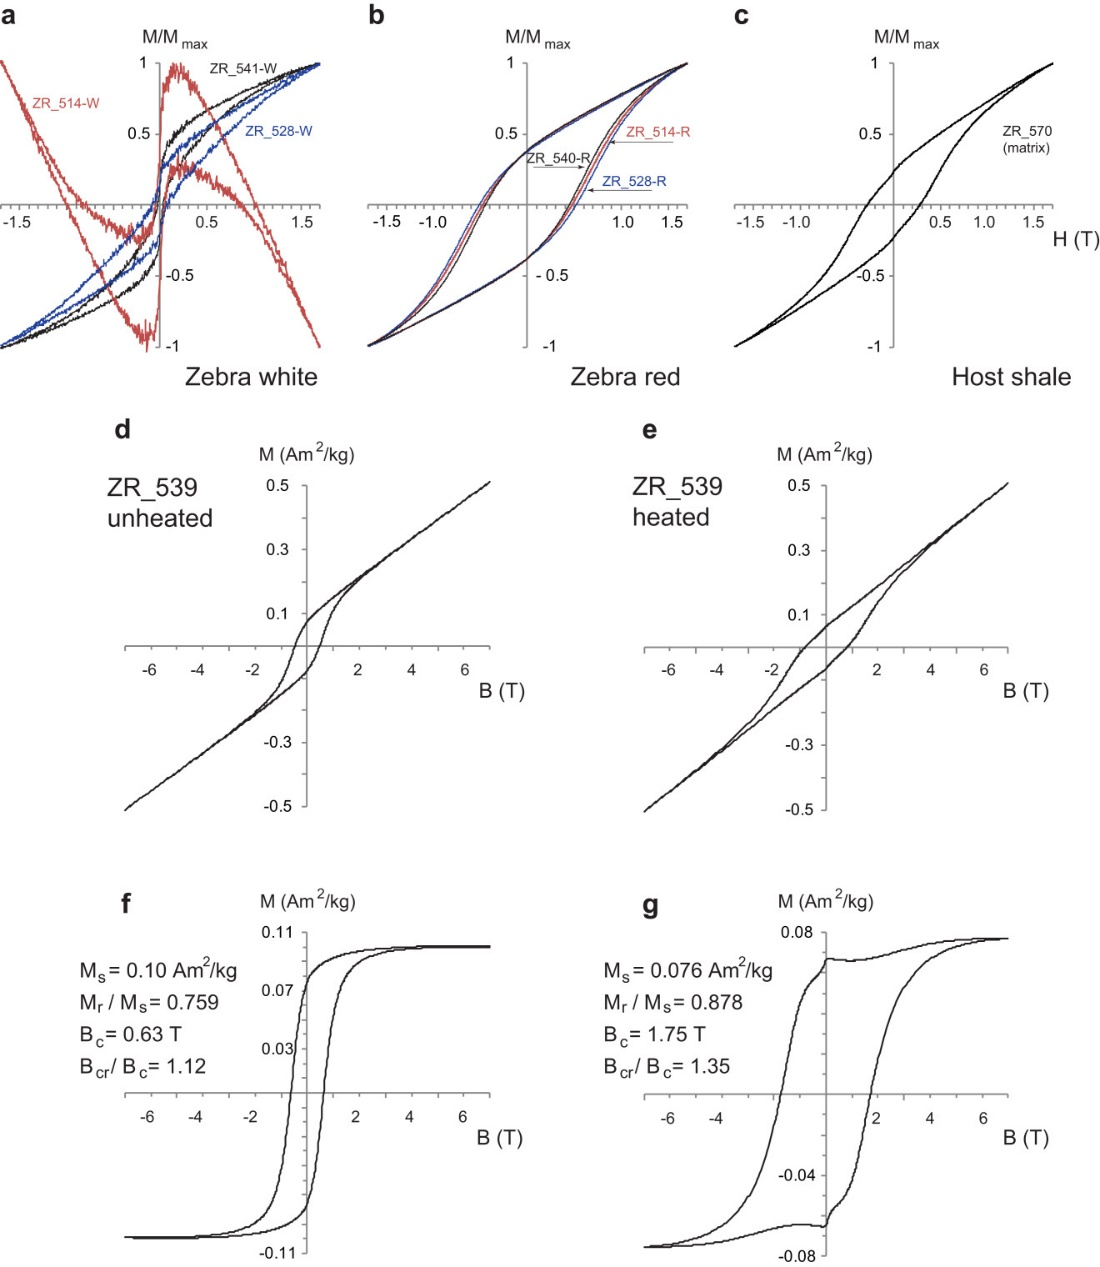 a
M/M max
1
ZR_541-W
ZR_514-W
0.5
ZR_528-W
-1.5
0.5
1.5
-0.5
-1
Zebra white
b
M/M max
1
0.5
ZR_514-R
ZR_540-R
ZR_528-R
-1.5
-1.0
1.0
1.5
- 0.5
-1
Zebra red
c
M/M max
1
0.5
ZR_570
(matrix)
-1.5
-1.0
0.5
1.0
1.5
H (T)
-0.5
-1
Host shale
d
M (Am2/kg)
ZR_539
unheated
0.5
0.3
0.1
-6
-4
-2
2
4
6
B (T)
-0.3
-0.5
e
M (Am2/kg)
ZR_539
heated
0.5
0.3
0.1
-6
-4
-2
2
4
6
B (T)
-0.3
-0.5
f
M (Am2/kg)
0.11
Ms= 0.10 Am2/kg
0.07
Mr / Ms= 0.759
Bc= 0.63 T
0.03
Bcr/ Bc= 1.12
-6
-4
-2
2
4
6
B (T)
-0.11
g
M (Am2/kg)
0.08
Ms= 0.076 Am2/kg
Mr / Ms= 0.878
Bc= 1.75 T
Bcr/ Bc= 1.35
-6
-4
2
4
6
B (T)
-0.04
-0.08